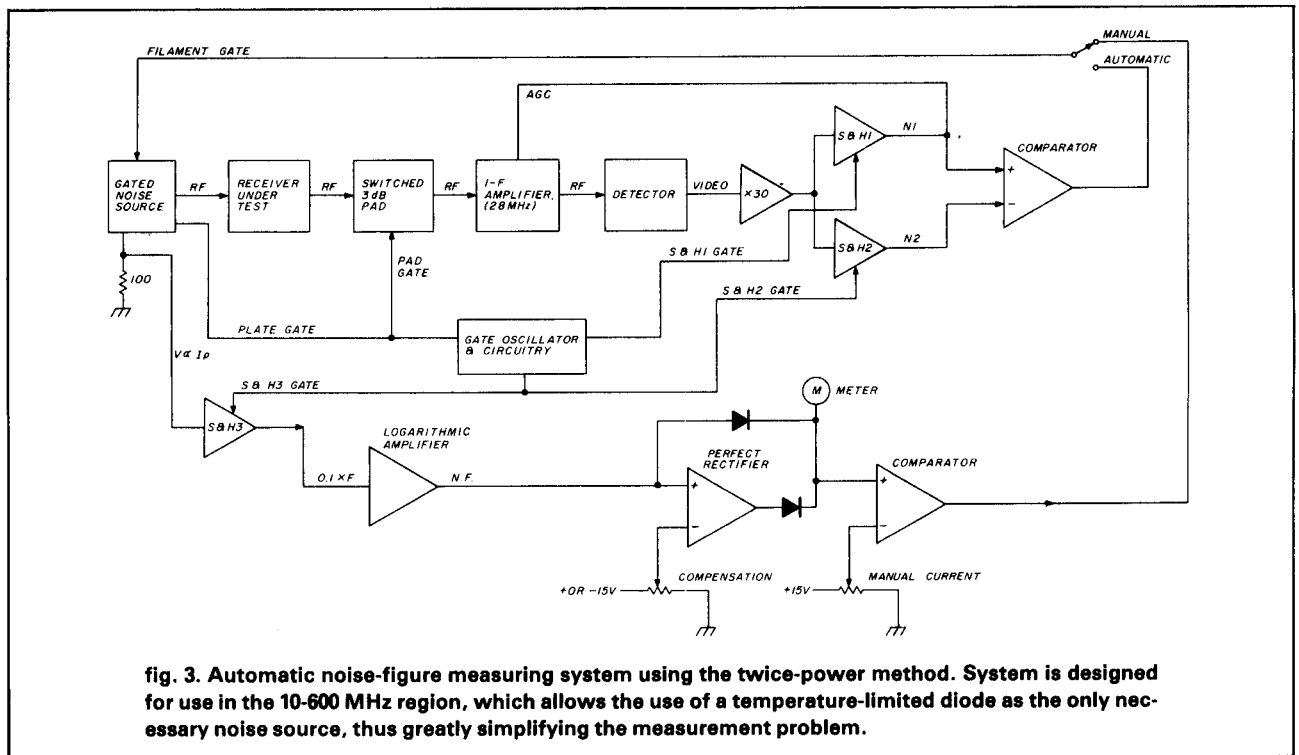 FILAMENT GATE
MANUAL
AUTOMATIC
AGC
S & H1
N1
COMPARATOR
+
−
GATED
NOISE
SOURCE
RF
RECEIVER
UNDER
TEST
RF
SWITCHED
3dB
PAD
RF
I-F
AMPLIFIER,
(28MHz)
RF
DETECTOR
VIDEO
×30
S & H2
N2
100
PAD
GATE
S & H1 GATE
S & H2 GATE
PLATE GATE
GATE OSCILLATOR
& CIRCUITRY
V∝ Ip
S & H3 GATE
M
METER
S&H3
LOGARITHMIC
AMPLIFIER
0.1 × F
N.F.
PERFECT
RECTIFIER
+
−
COMPARATOR
+
−
COMPENSATION
+OR −15V
MANUAL CURRENT
+15V
fig. 3. Automatic noise-figure measuring system using the twice-power method. System is designed
for use in the 10-600 MHz region, which allows the use of a temperature-limited diode as the only nec-
essary noise source, thus greatly simplifying the measurement problem.